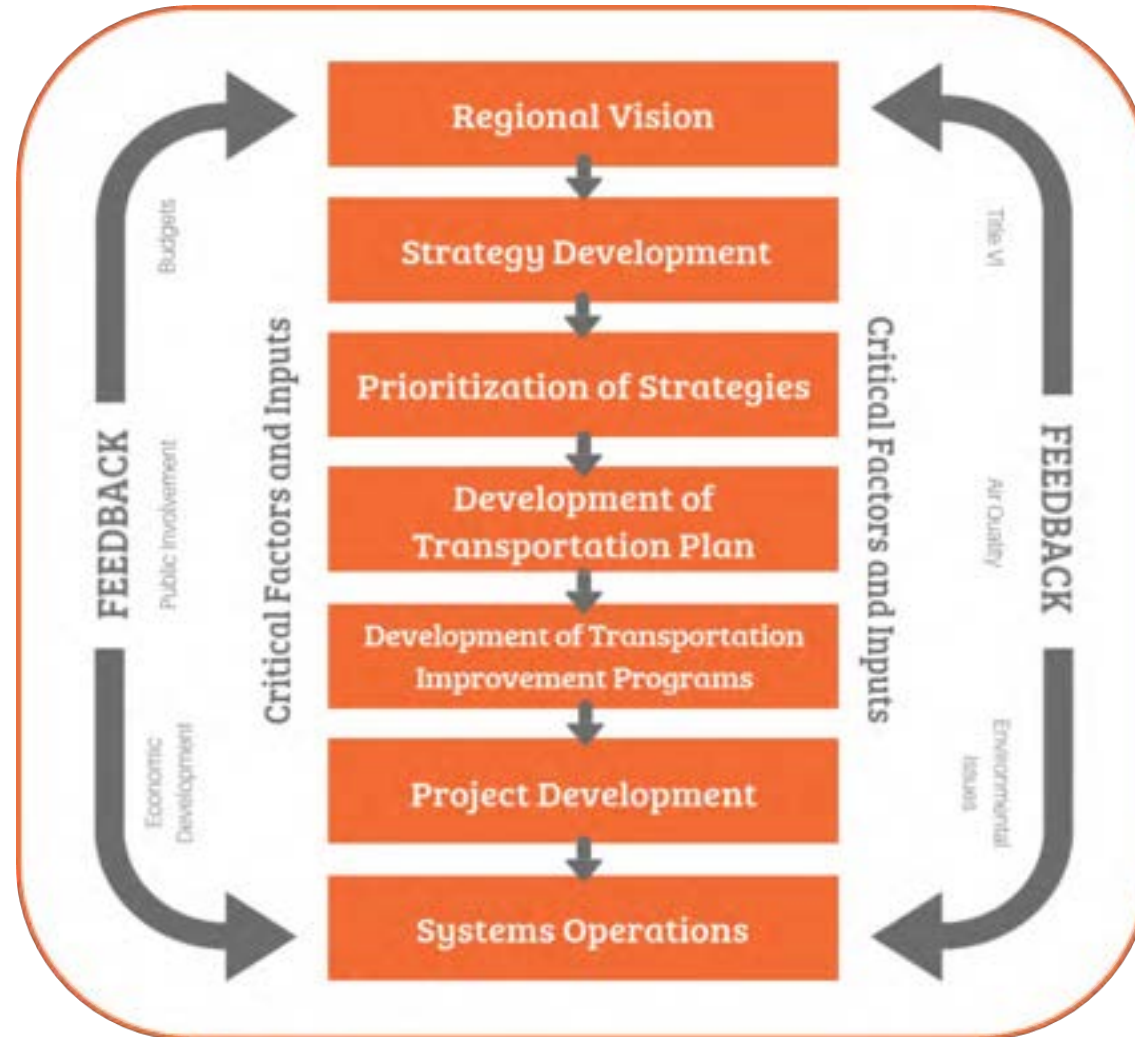 Regional Vision
Strategy Development
Prioritization of Strategies
Development of
Transportation Plan
Development of Transportation
Improvement Programs
Project Development
Systems Operations
FEEDBACK
Budgets
Public Involvement
Economic
Development
Critical Factors and Inputs
Critical Factors and Inputs
Title VI
Air Quality
Environmental
Issues
FEEDBACK